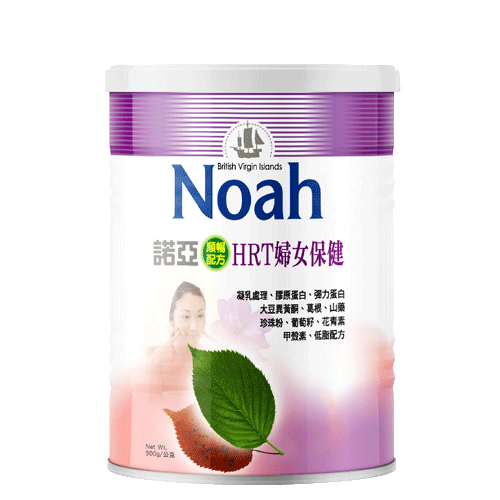 British Virgin Islands
Noah
諾亞 順暢配方 HRT婦女保健
凝乳處理、膠原蛋白、彈力蛋白
大豆異黃酮、葛根、山藥
珍珠粉、葡萄籽、花青素
甲殼素、低脂配方
Net Wt.
900g/公克